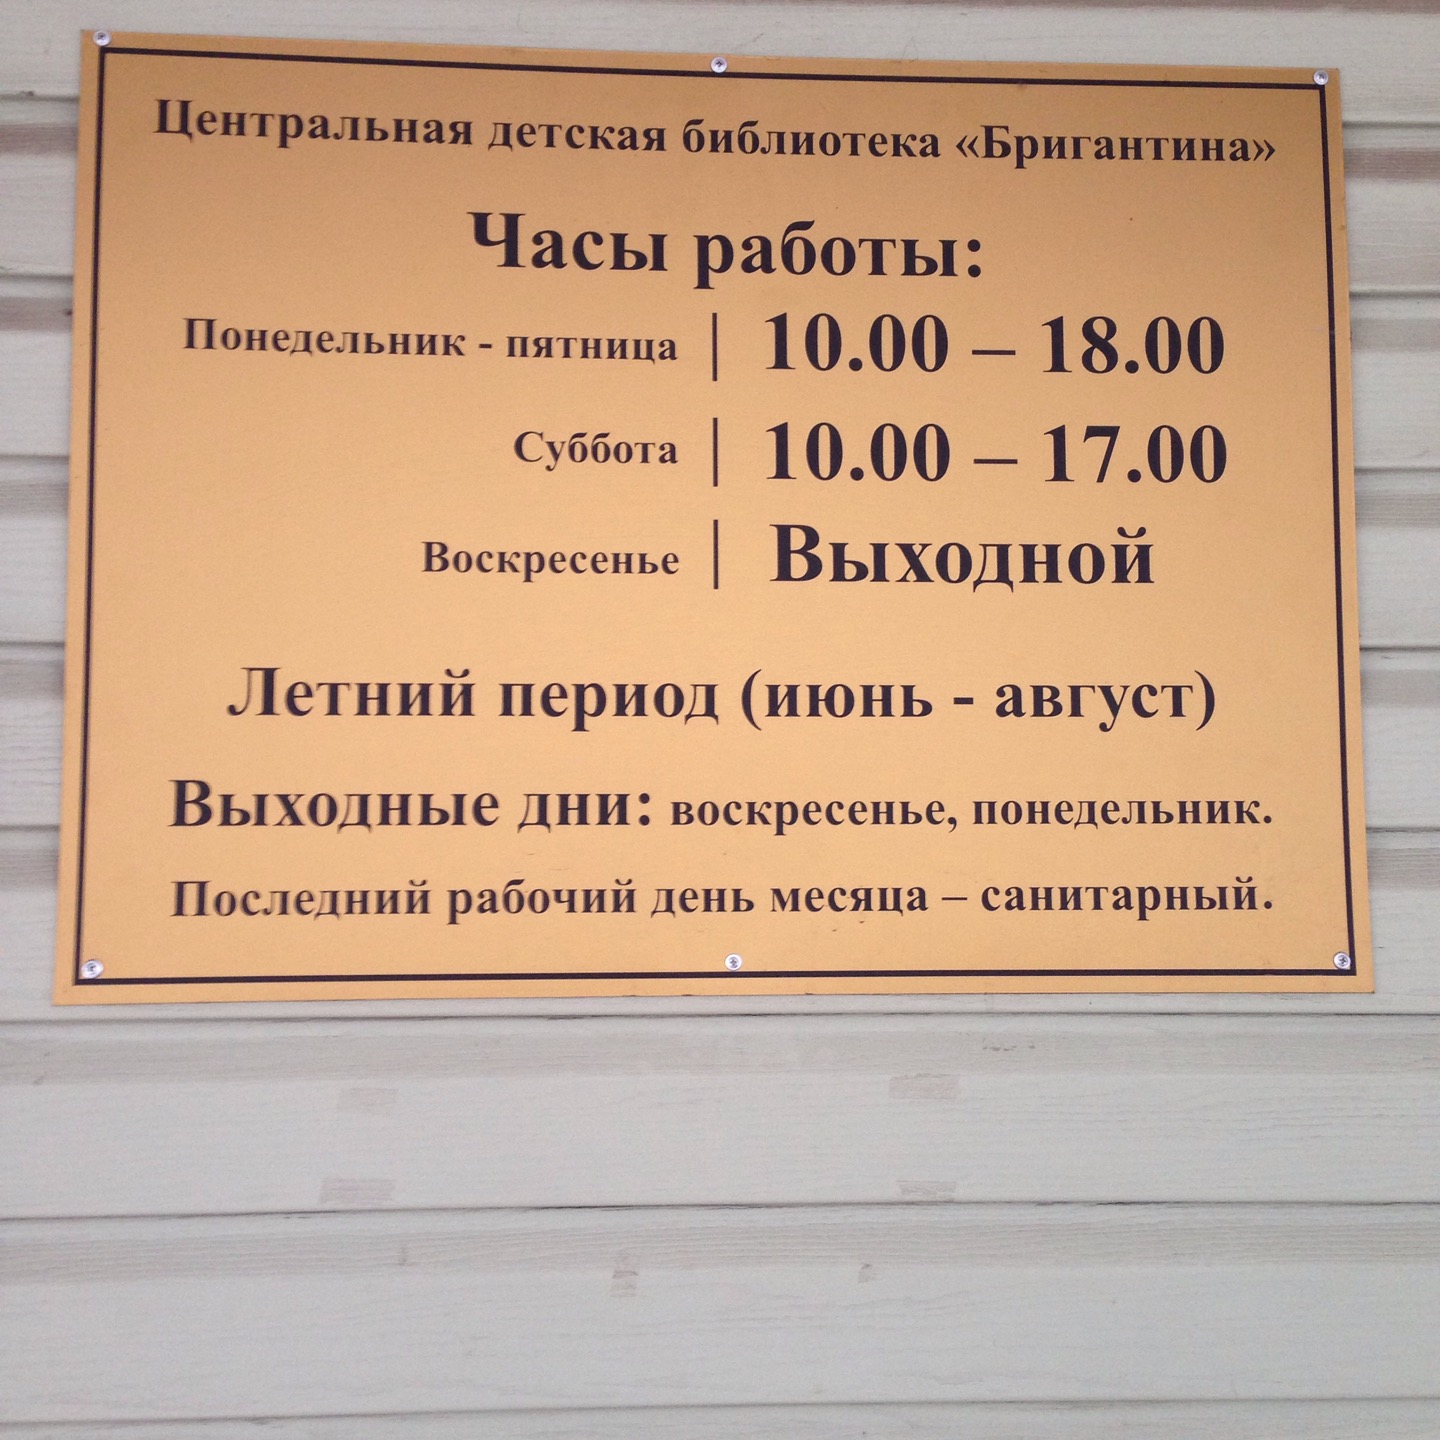 Центральная детская библиотека «Бригантина»
Часы работы:
Понедельник - пятница | 10.00 – 18.00
Суббота | 10.00 – 17.00
Воскресенье | Выходной
Летний период (июнь - август)
Выходные дни: воскресенье, понедельник.
Последний рабочий день месяца – санитарный.